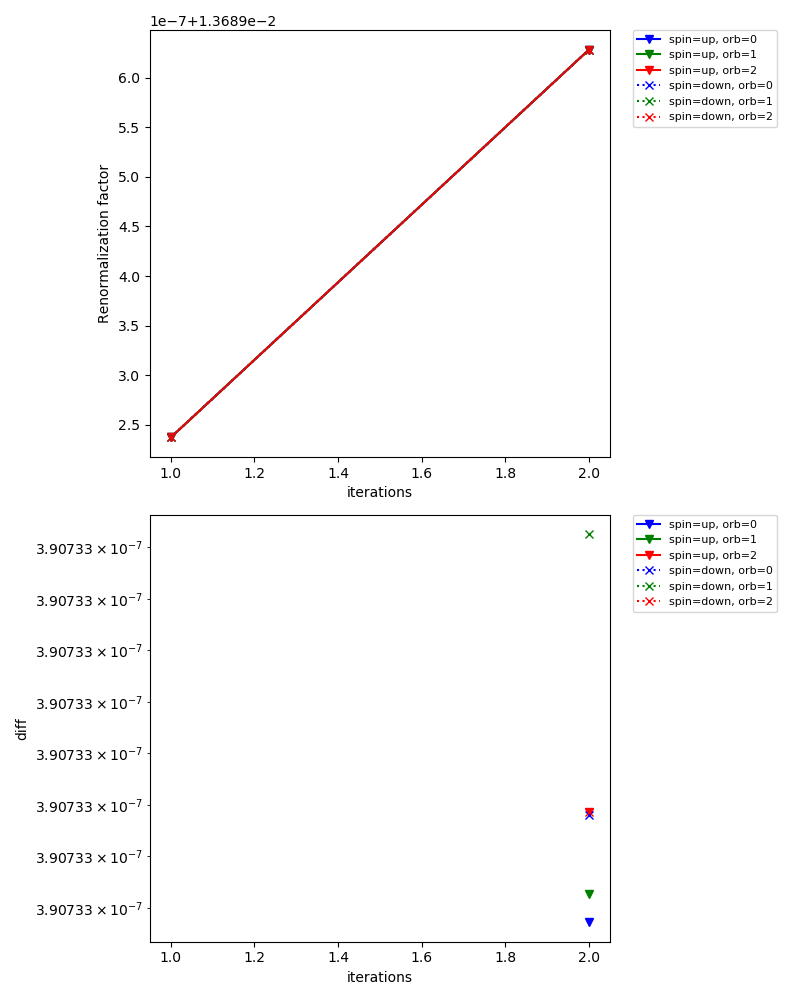 1e−7+1.3689e−2
6.0
5.5
5.0
4.5
4.0
3.5
3.0
2.5
Renormalization factor
1.0 1.2 1.4 1.6 1.8 2.0
iterations
spin=up, orb=0
spin=up, orb=1
spin=up, orb=2
spin=down, orb=0
spin=down, orb=1
spin=down, orb=2
3.90733 × 10⁻⁷
3.90733 × 10⁻⁷
3.90733 × 10⁻⁷
3.90733 × 10⁻⁷
3.90733 × 10⁻⁷
3.90733 × 10⁻⁷
3.90733 × 10⁻⁷
3.90733 × 10⁻⁷
diff
1.0 1.2 1.4 1.6 1.8 2.0
iterations
spin=up, orb=0
spin=up, orb=1
spin=up, orb=2
spin=down, orb=0
spin=down, orb=1
spin=down, orb=2